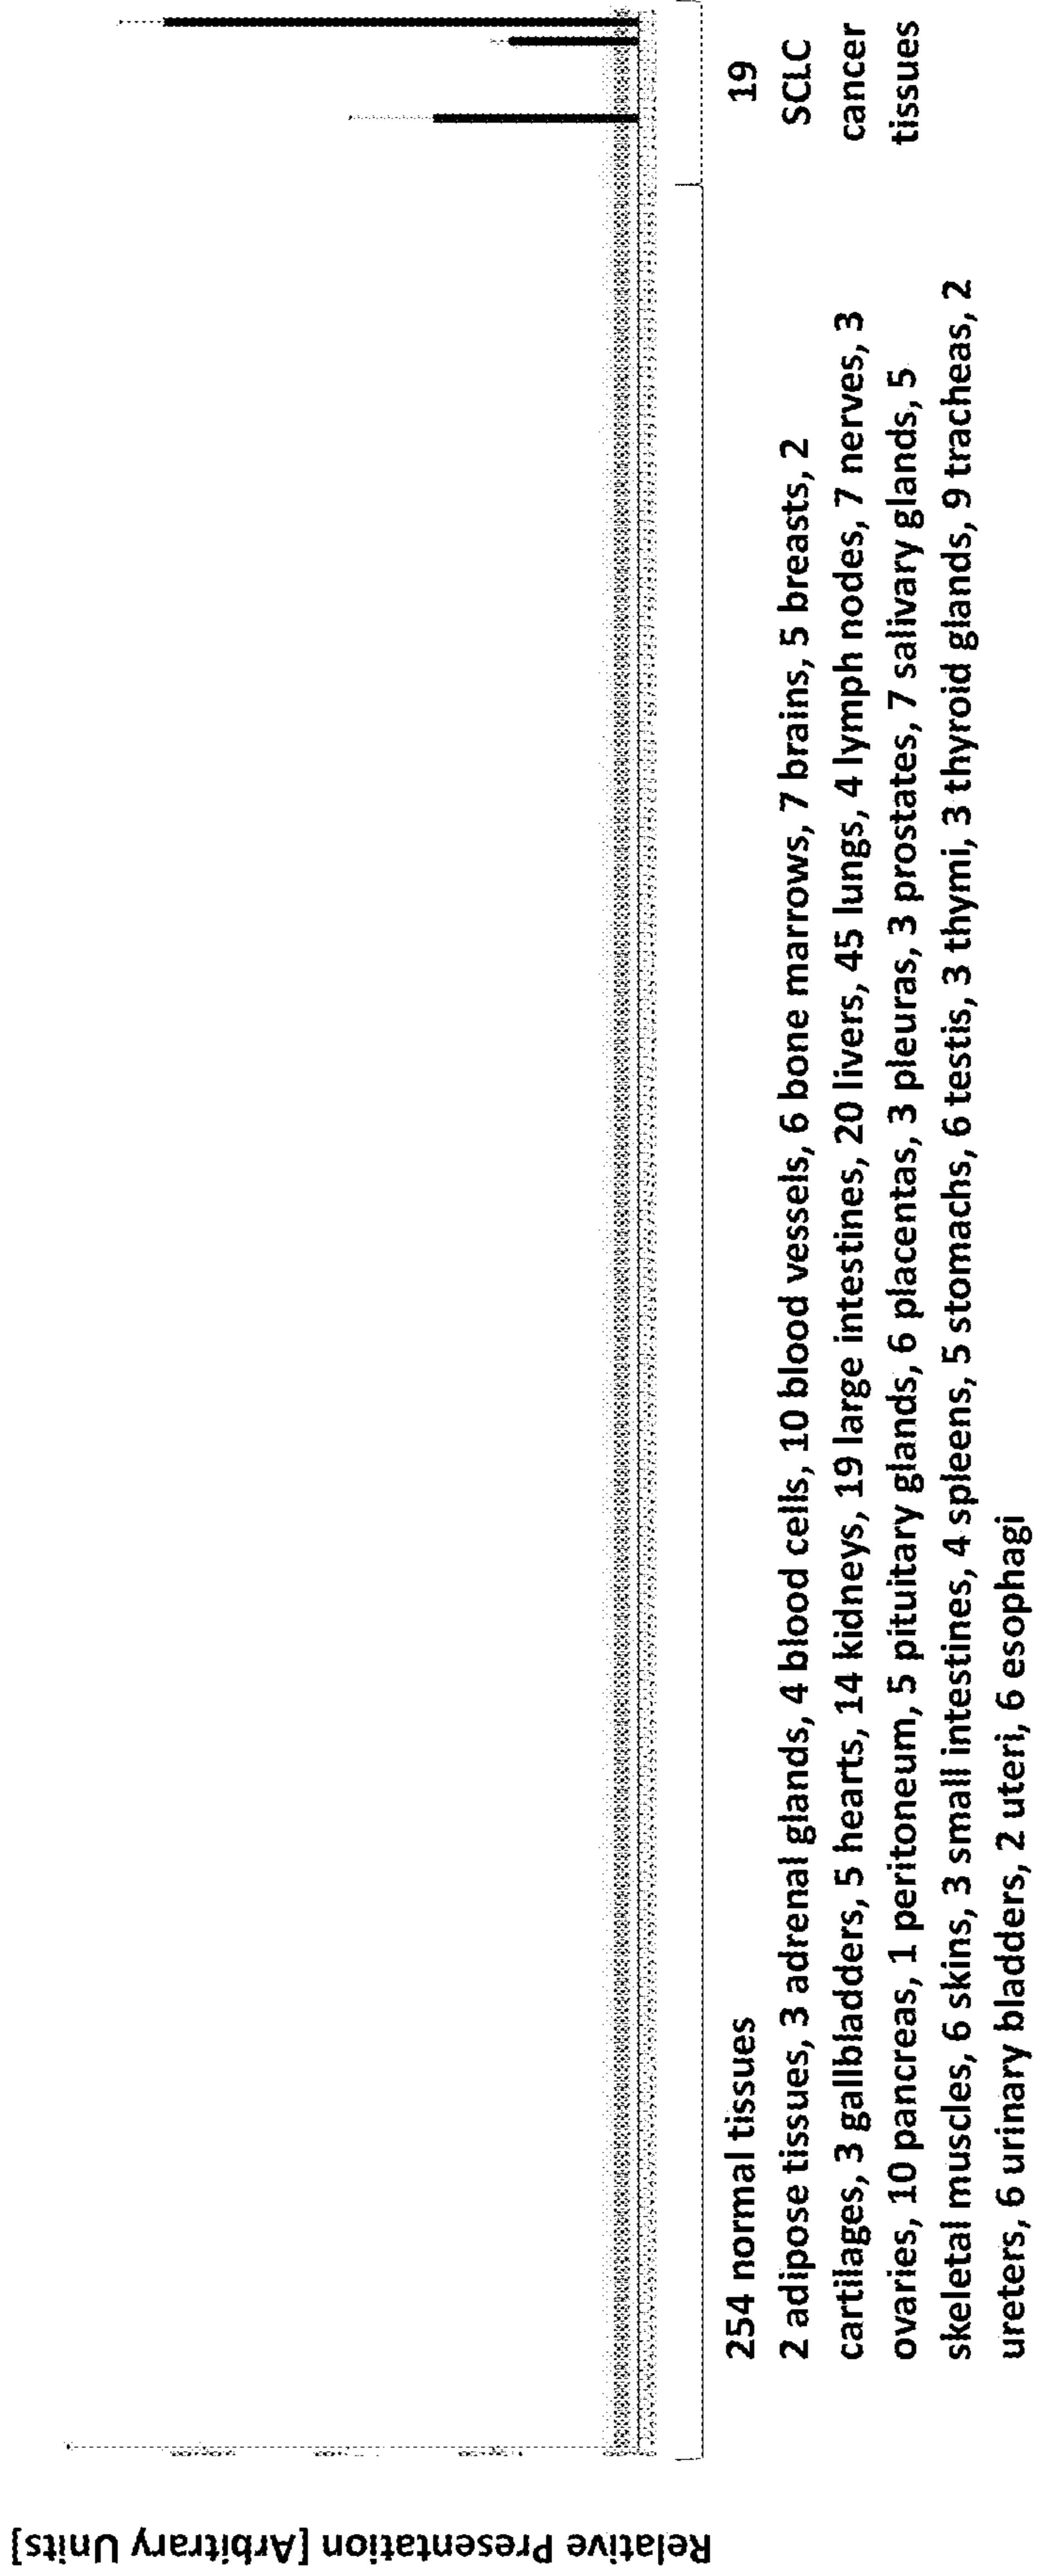 Relative Presentation [Arbitrary Units]
254 normal tissues
2 adipose tissues, 3 adrenal glands, 4 blood cells, 10 blood vessels, 6 bone marrows, 7 brains, 5 breasts, 2
cartilages, 3 gallbladders, 5 hearts, 14 kidneys, 19 large intestines, 20 livers, 45 lungs, 4 lymph nodes, 7 nerves, 3
ovaries, 10 pancreas, 1 peritoneum, 5 pituitary glands, 6 placentas, 3 pleuras, 3 prostates, 7 salivary glands, 5
skeletal muscles, 6 skins, 3 small intestines, 4 spleens, 5 stomachs, 6 testis, 3 thymi, 3 thyroid glands, 9 tracheas, 2
ureters, 6 urinary bladders, 2 uteri, 6 esophagi
19
SCLC
cancer
tissues